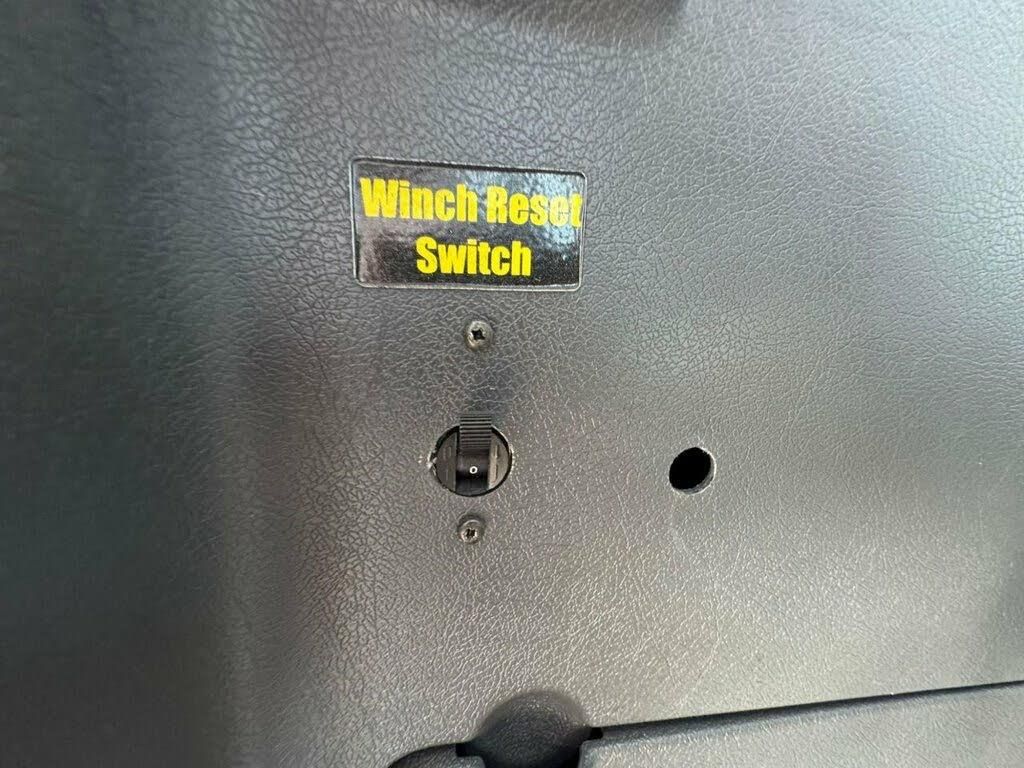 Winch Reset
Switch
O